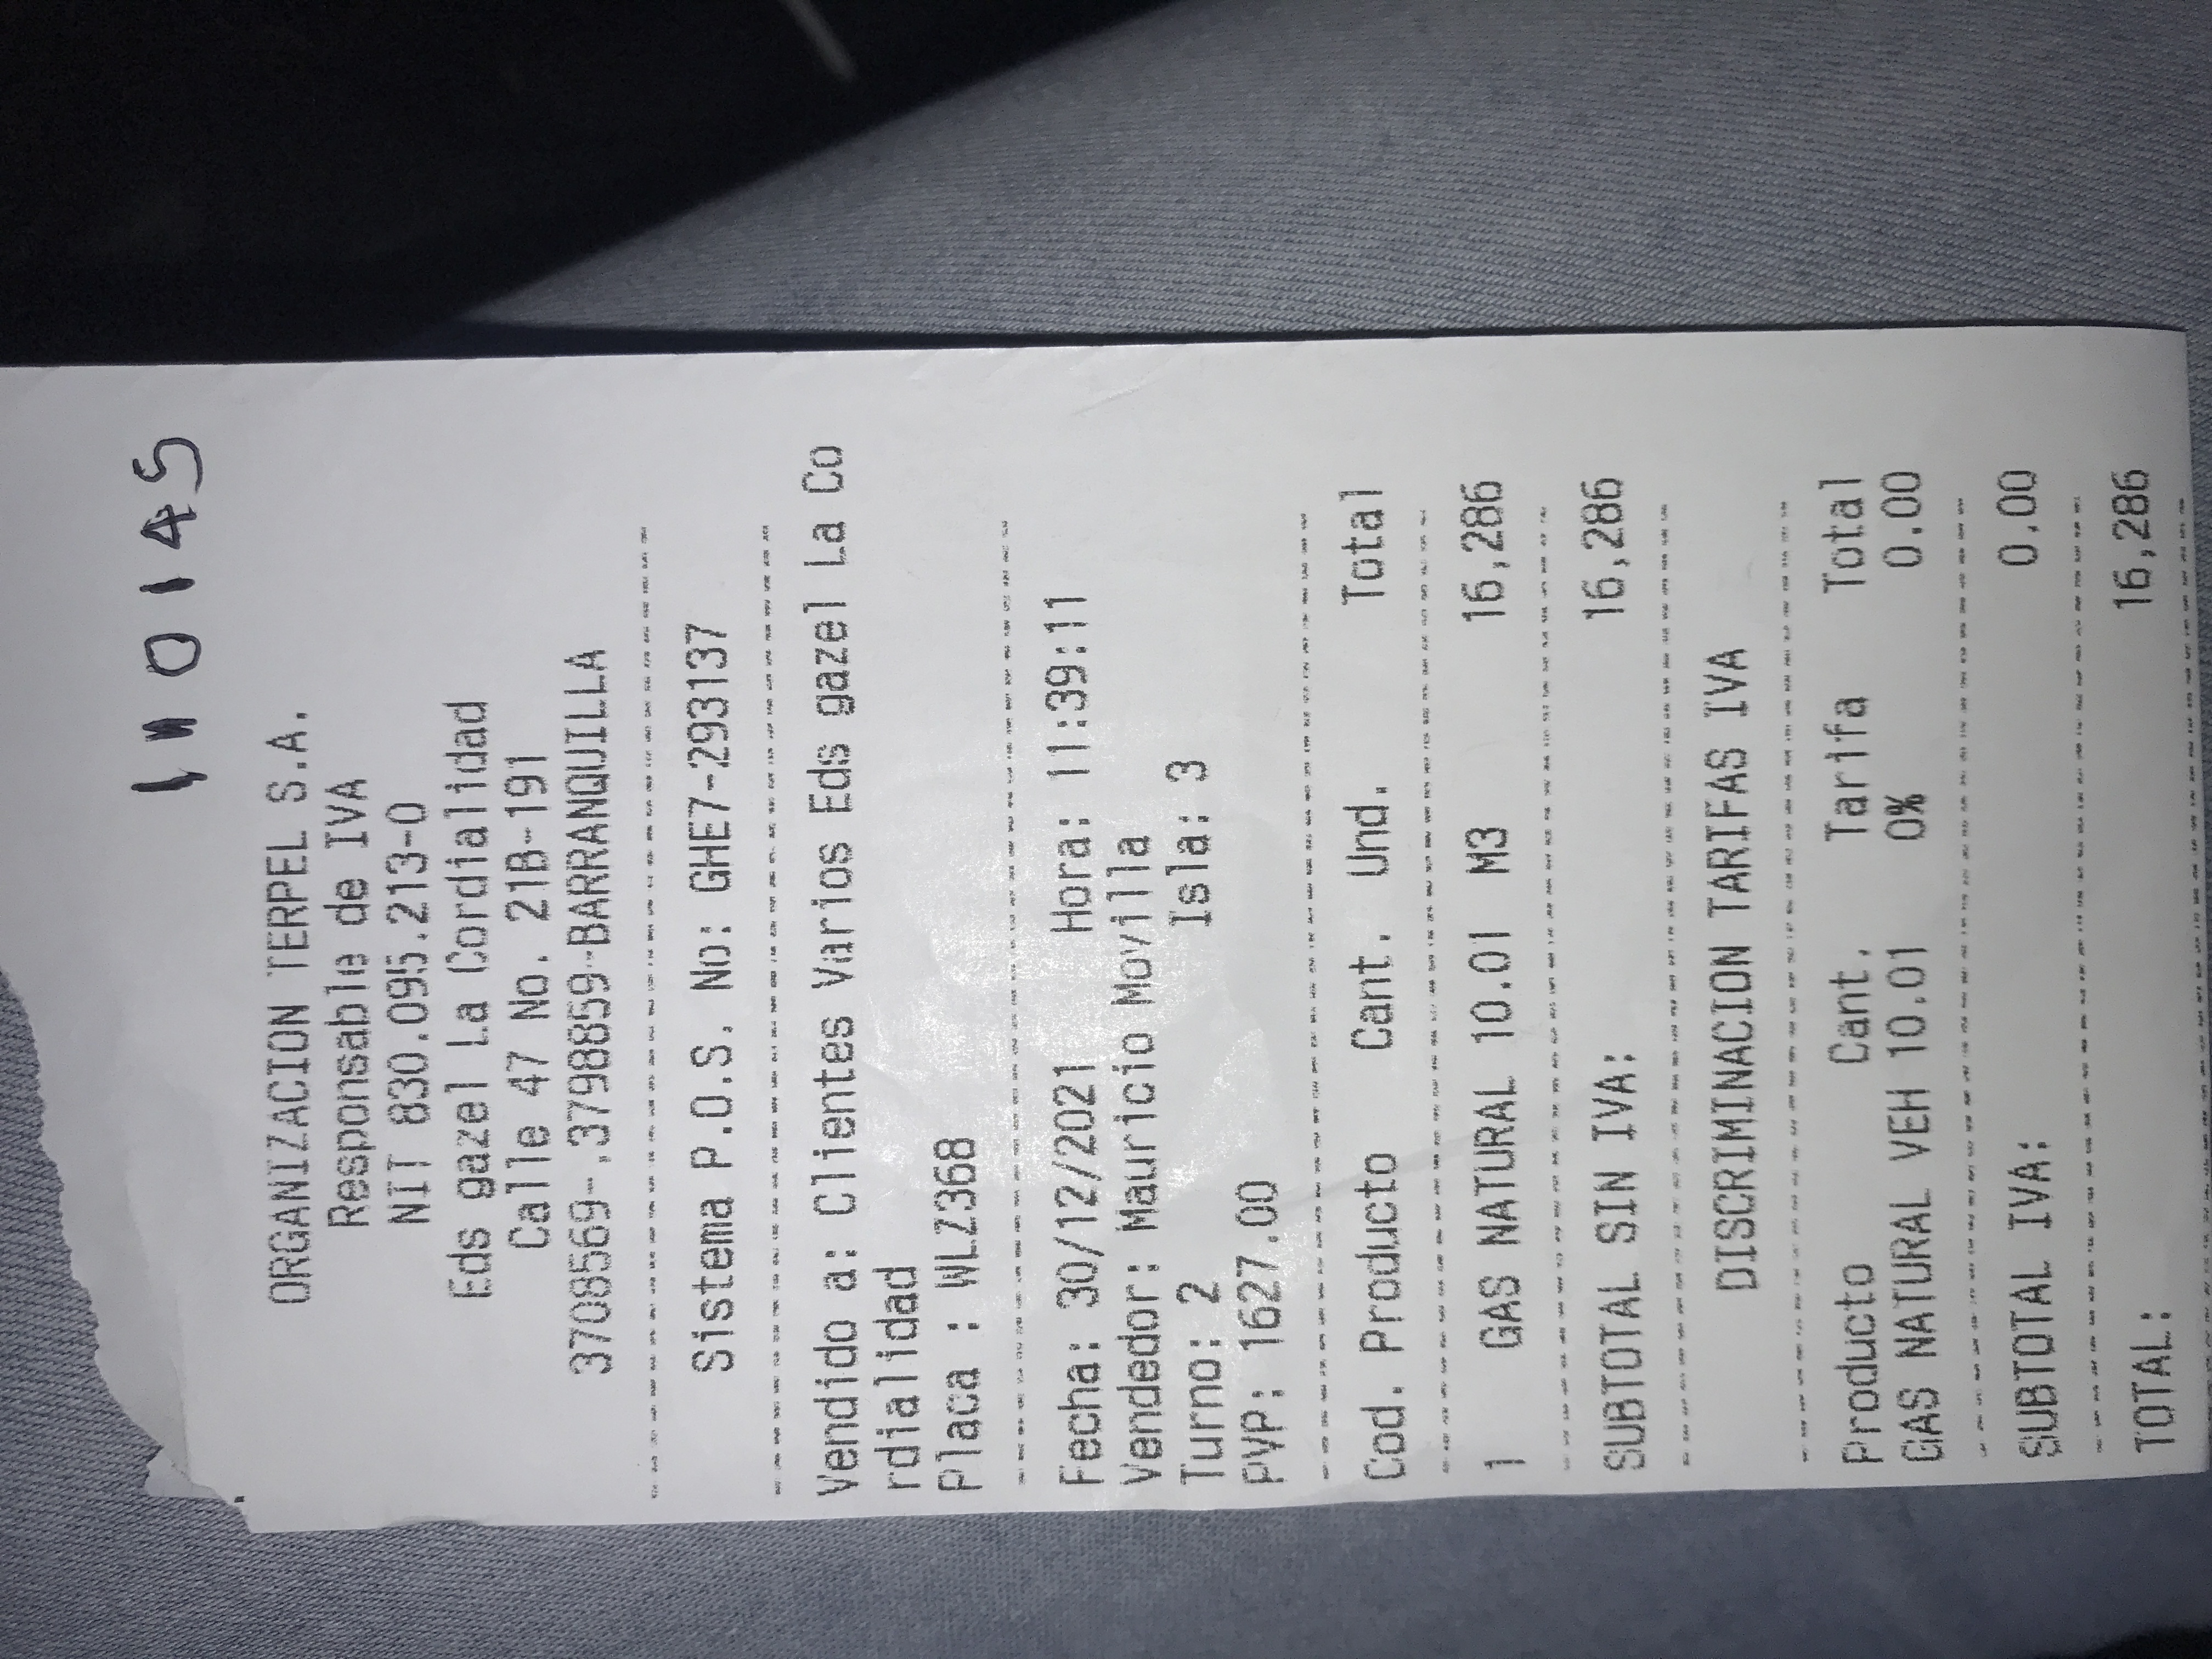 110145
ORGANIZACION TERPEL S.A.
Responsable de IVA
NIT 830.095.213-0
Eds gazel La Cordialidad
Calle 47 No. 21B-191
3708569-.3798859-BARRANQUILLA
Sistema P.O.S. No: GHE7-293137
Vendido a: Clientes Varios Eds gazel La Co
rdialidad
Placa : WLZ368
Fecha: 30/12/2021 Hora: 11:39:11
Vendedor: Mauricio Movilla
Turno: 2 Isla: 3
PVP: 1627.00
Cod. Producto Cant. Und. Total
1 GAS NATURAL 10.01 M3 16,286
SUBTOTAL SIN IVA: 16,286
DISCRIMINACION TARIFAS IVA
Producto Cant. Tarifa Total
GAS NATURAL VEH 10.01 0% 0.00
SUBTOTAL IVA: 0.00
TOTAL: 16,286